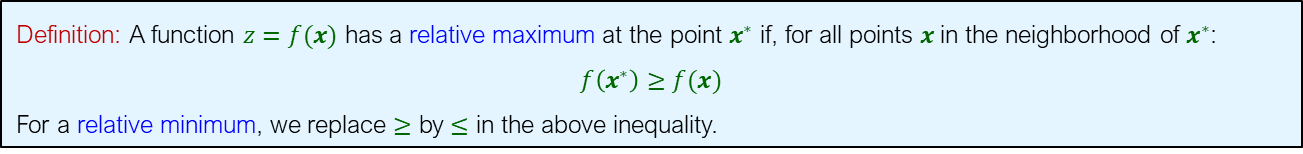 Definition: A function z = f(x) has a relative maximum at the point x* if, for all points x in the neighborhood of x*:
f(x*) ≥ f(x)
For a relative minimum, we replace ≥ by ≤ in the above inequality.